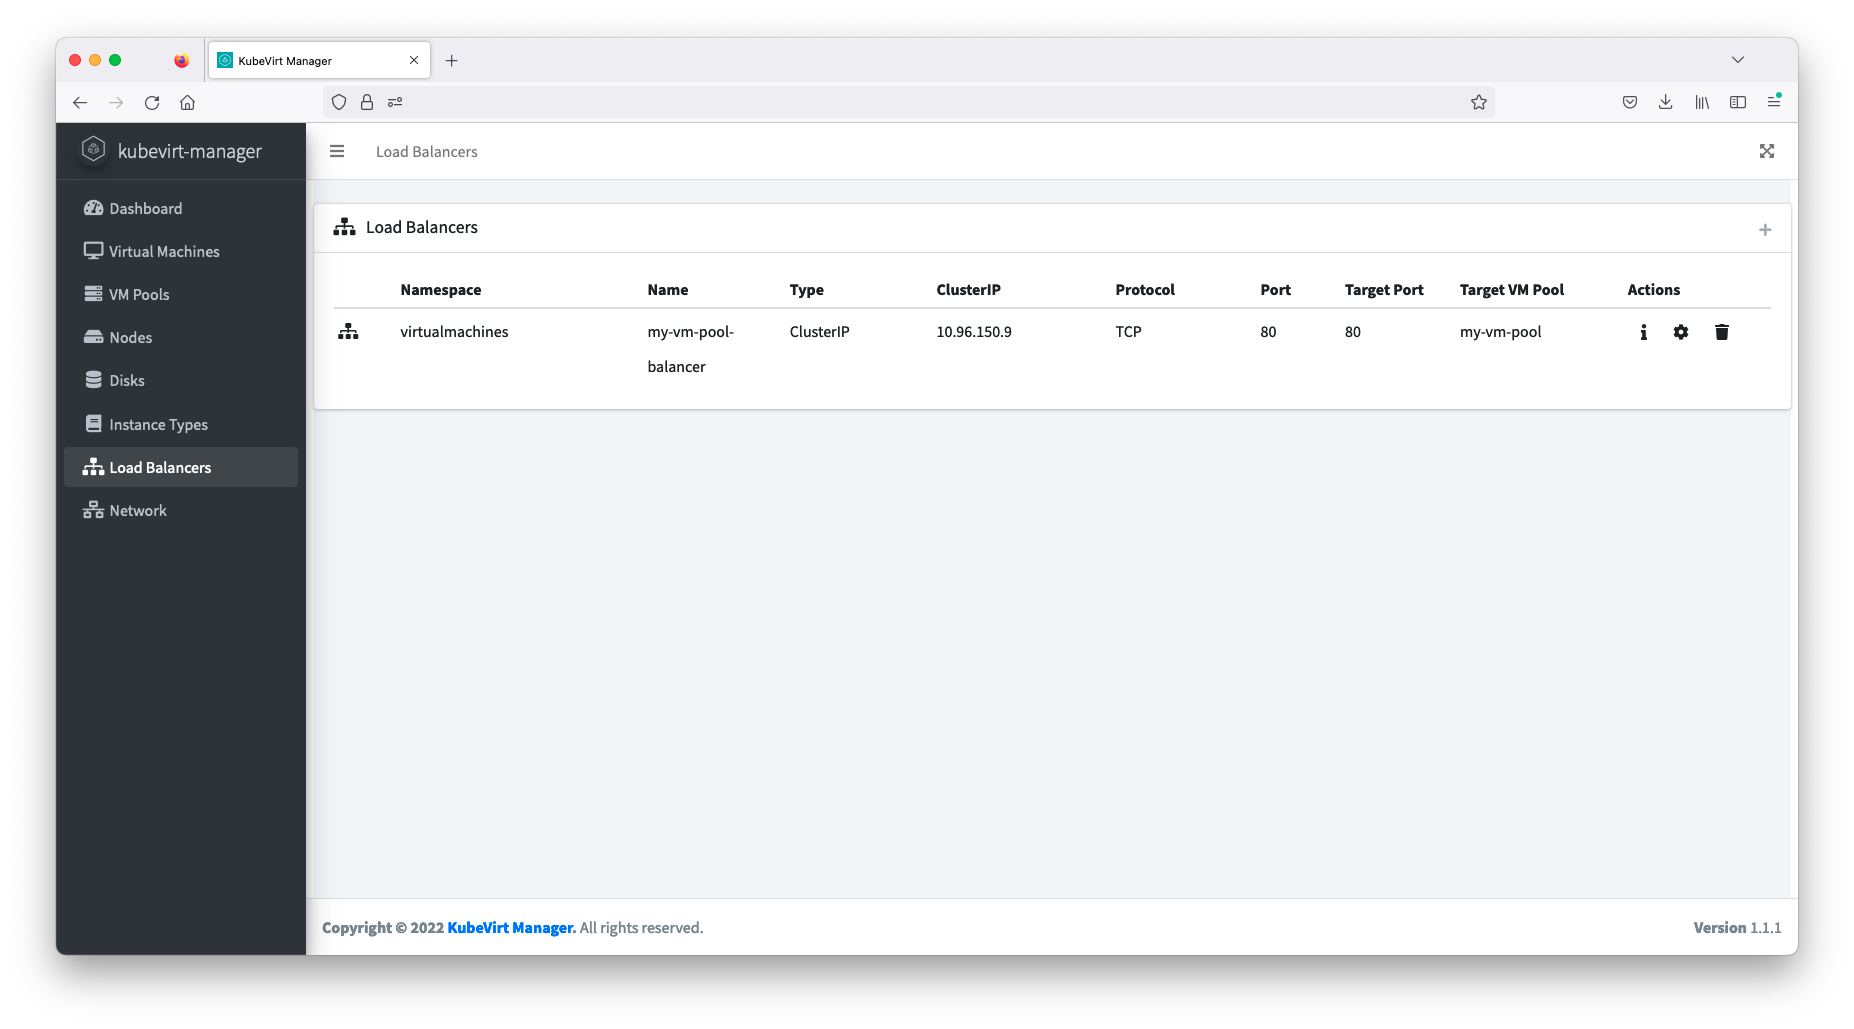 KubeVirt Manager
kubevirt-manager
Load Balancers
Dashboard
Virtual Machines
VM Pools
Nodes
Disks
Instance Types
Load Balancers
Network
Load Balancers
Namespace Name Type ClusterIP Protocol Port Target Port Target VM Pool Actions
virtualmachines my-vm-pool- ClusterIP 10.96.150.9 TCP 80 80 my-vm-pool
balancer
Copyright © 2022 KubeVirt Manager. All rights reserved.
Version 1.1.1